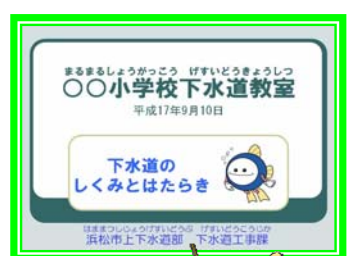 まるまるしょうがっこう げすいどうきょうしつ
〇〇小学校下水道教室
平成17年9月10日
下水道の
しくみとはたらき
はままつしじょうげすいどうぶ げすいどうこうじか
浜松市上下水道部 下水道工事課